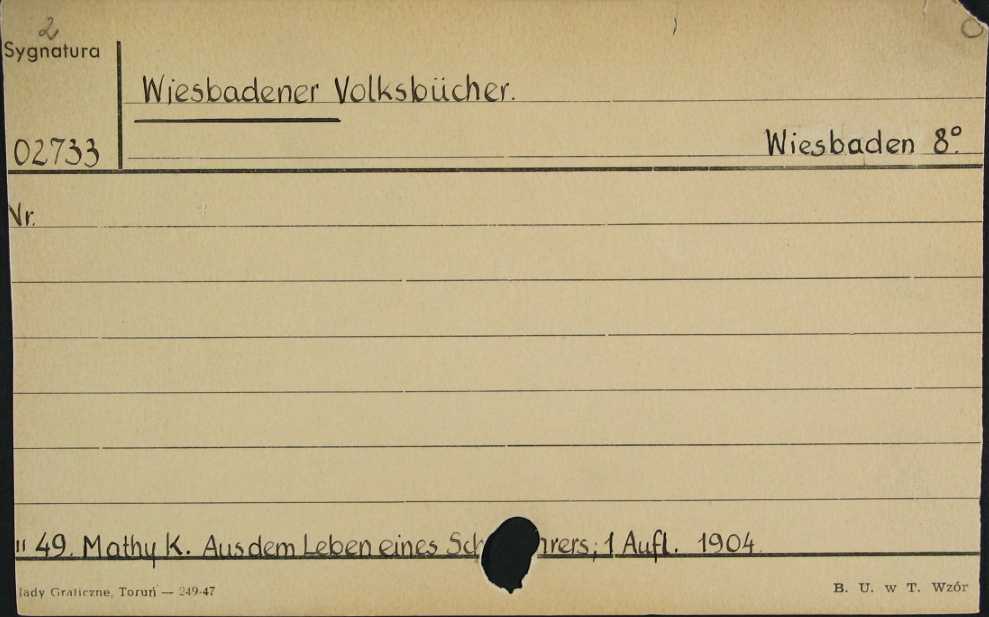 2
Sygnatura
Wiesbadener Volksbücher.
02733
Wiesbaden 8º.
Nr.
" 49. Mathy K. Aus dem Leben eines 1 Aufl. 1904
Graficzne, Toruń — 249-47
B. U. w T. Wzór